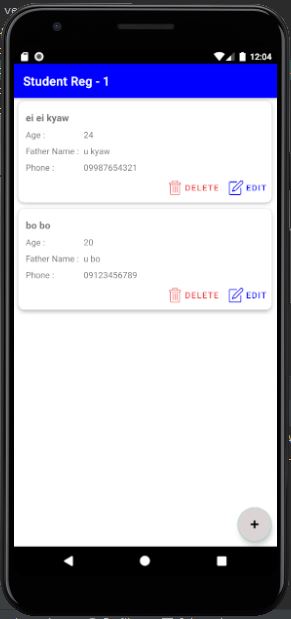 12:04
Student Reg - 1
ei ei kyaw
Age : 24
Father Name : u kyaw
Phone : 09987654321
DELETE EDIT
bo bo
Age : 20
Father Name : u bo
Phone : 09123456789
DELETE EDIT
+